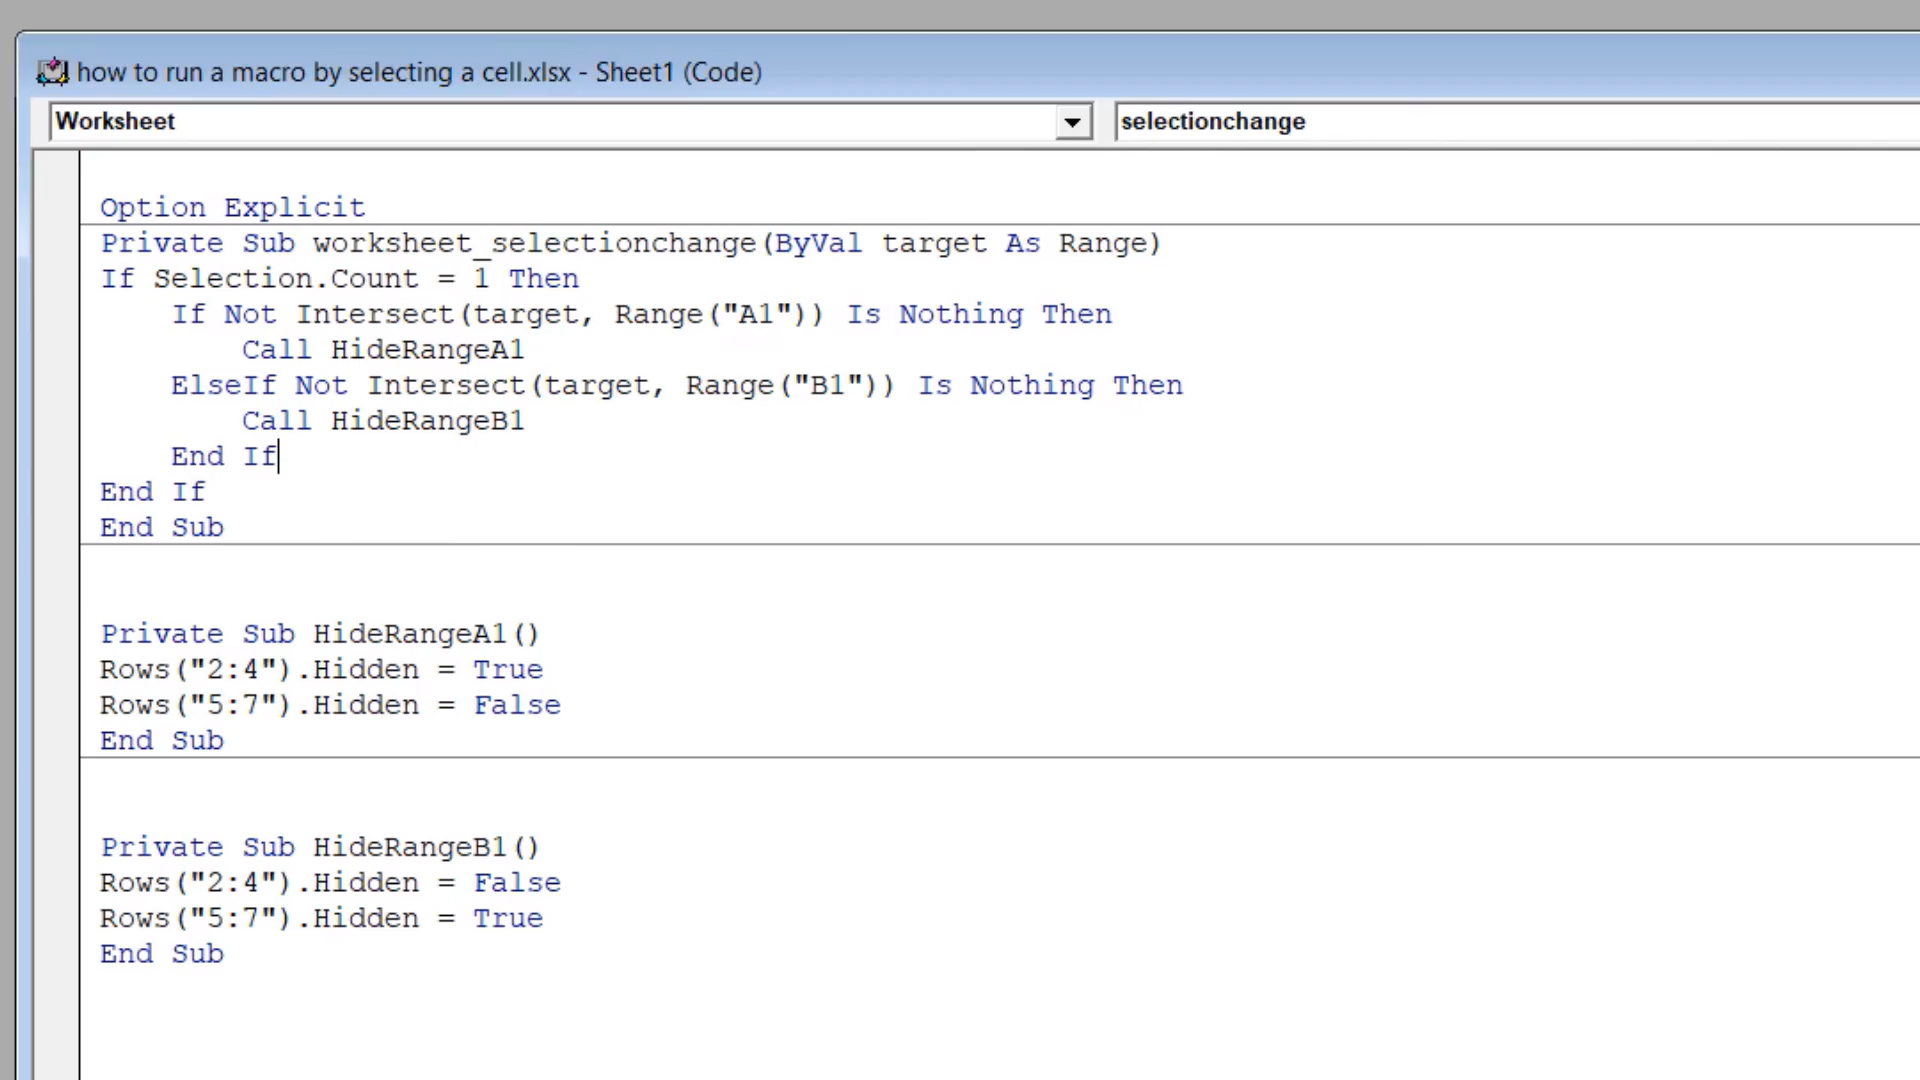 how to run a macro by selecting a cell.xlsx - Sheet1 (Code)
Worksheet
selectionchange
Option Explicit
Private Sub worksheet_selectionchange(ByVal target As Range)
If Selection.Count = 1 Then
    If Not Intersect(target, Range("A1")) Is Nothing Then
        Call HideRangeA1
    ElseIf Not Intersect(target, Range("B1")) Is Nothing Then
        Call HideRangeB1
    End If
End If
End Sub
Private Sub HideRangeA1()
Rows("2:4").Hidden = True
Rows("5:7").Hidden = False
End Sub
Private Sub HideRangeB1()
Rows("2:4").Hidden = False
Rows("5:7").Hidden = True
End Sub